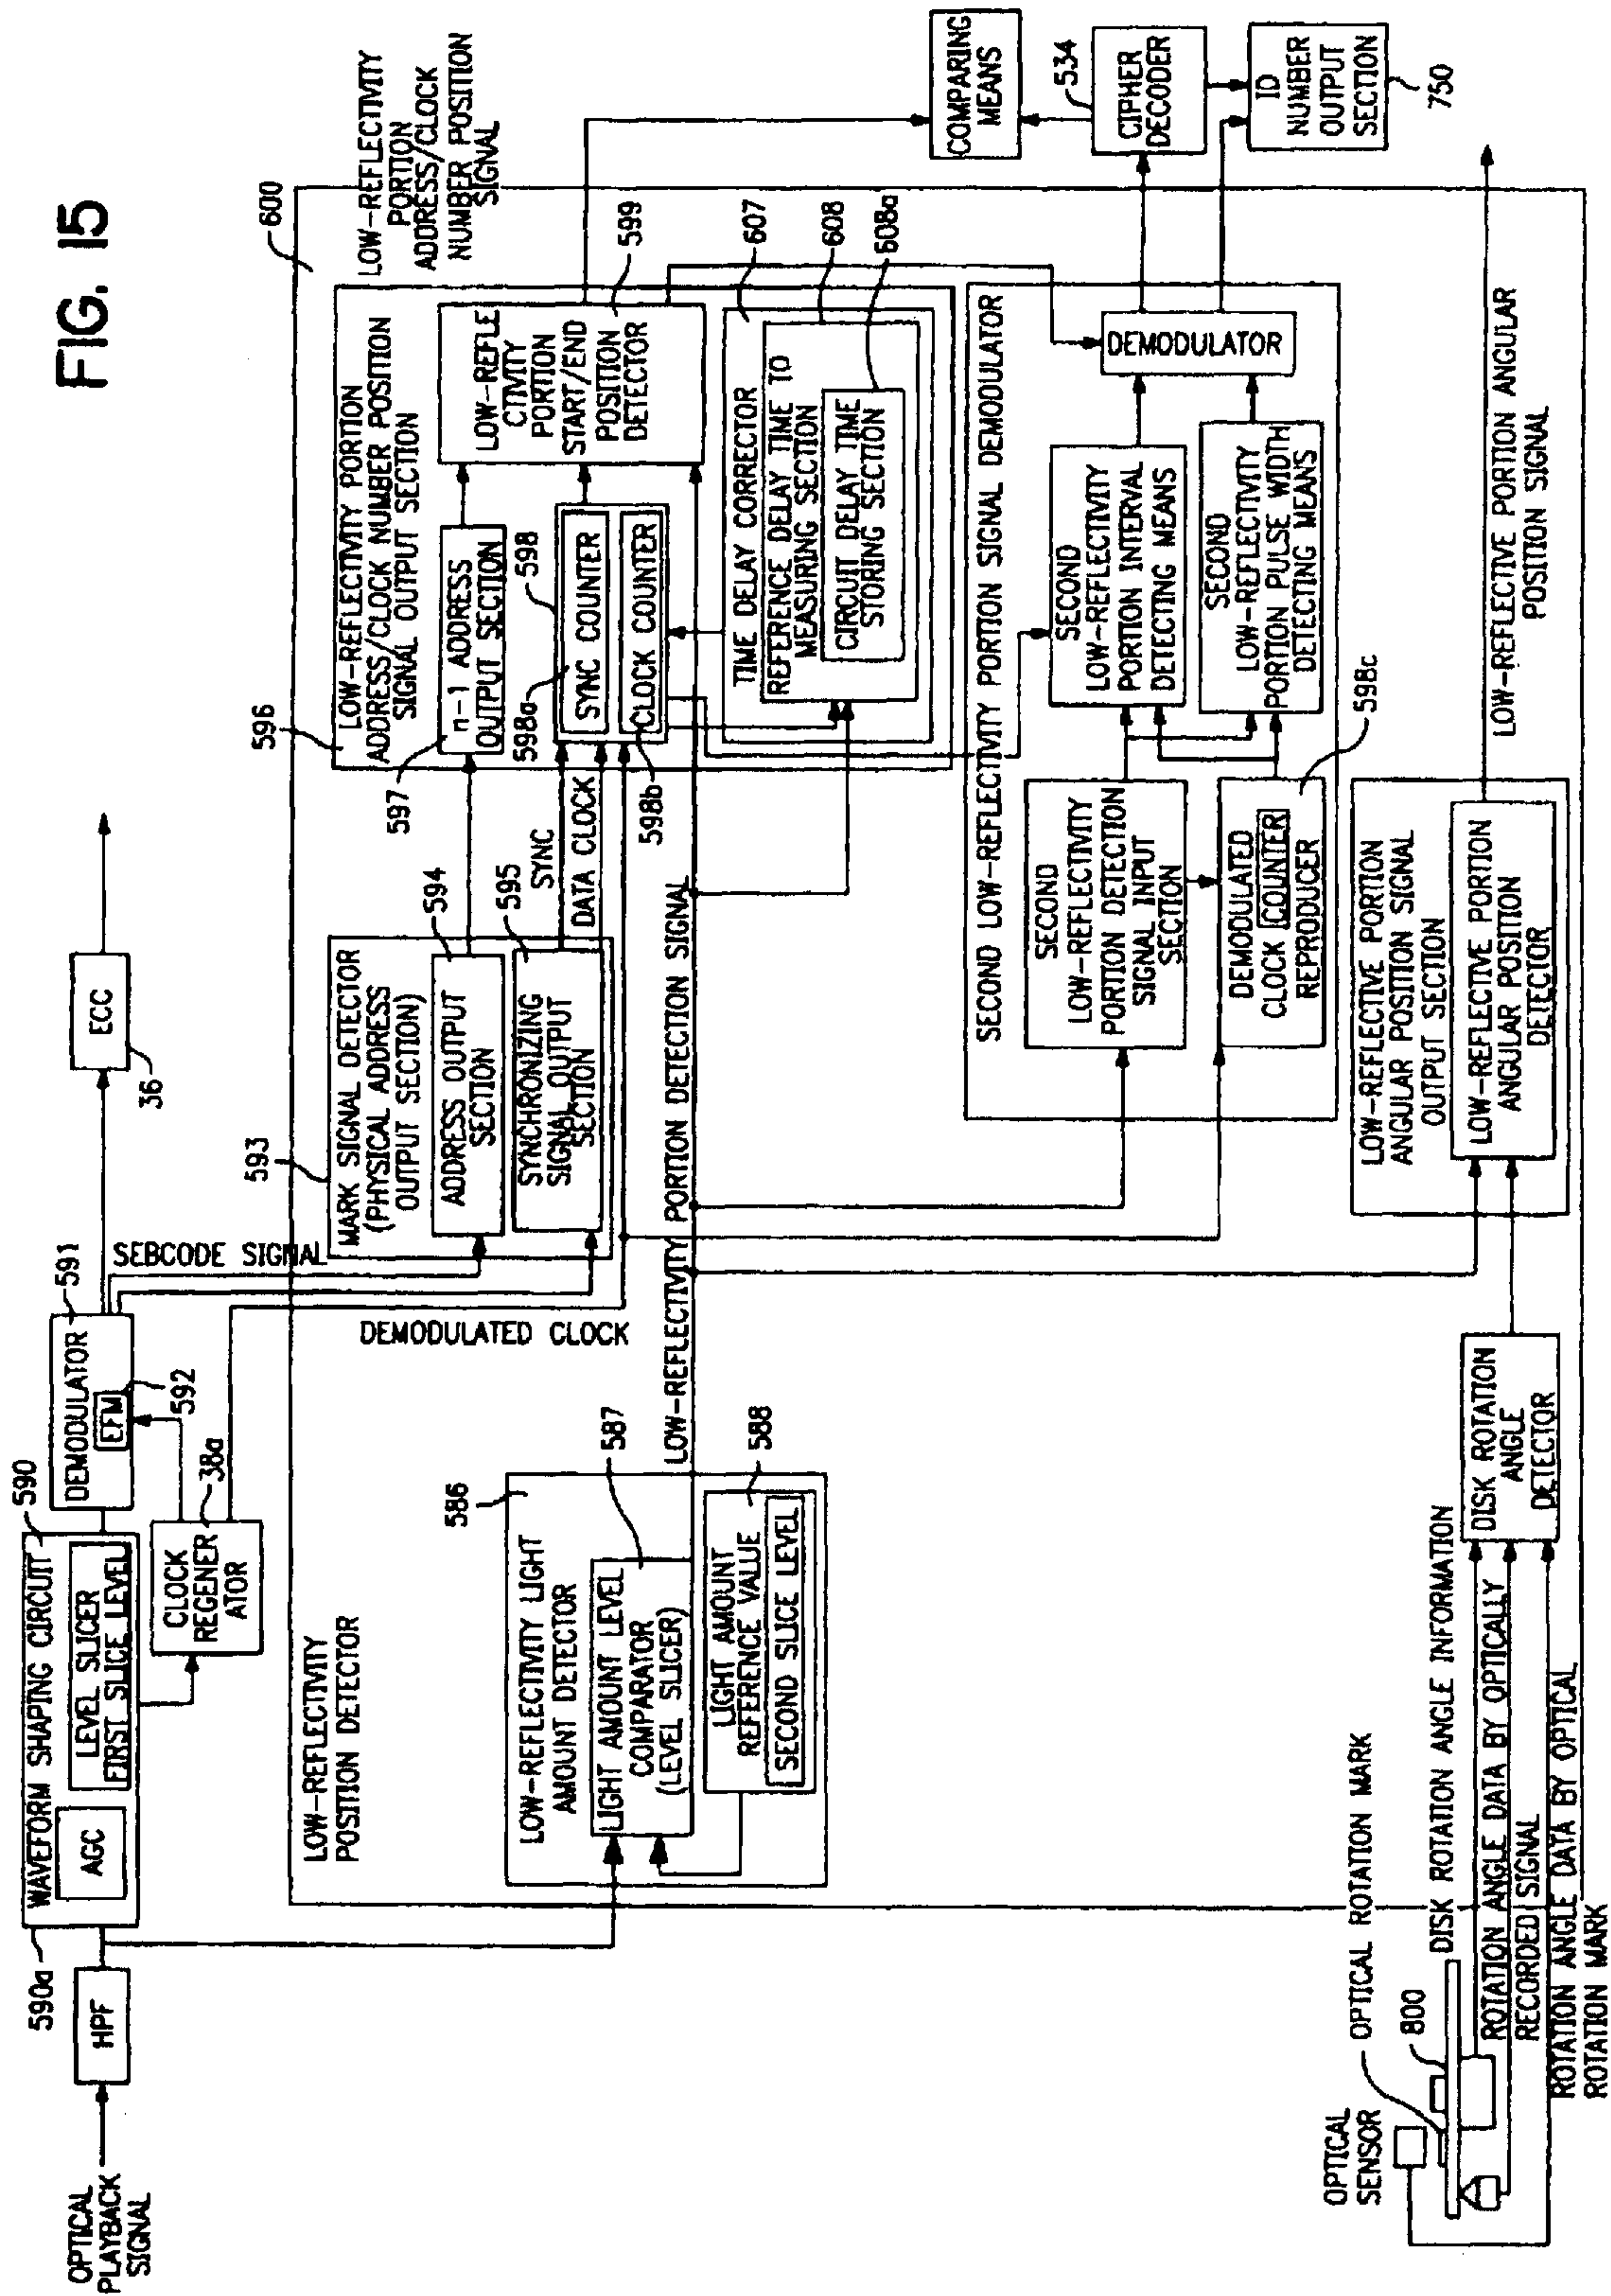 FIG. 15
OPTICAL
PLAYBACK
SIGNAL
HPF
590a
WAVEFORM SHAPING CIRCUIT
590
AGC
LEVEL SLICER
FIRST SLICE LEVEL
CLOCK
REGENER
ATOR
38a
DEMODULATOR
591
EFM
592
ECC
36
SEBCODE SIGNAL
DEMODULATED CLOCK
LOW-REFLECTIVITY
POSITION DETECTOR
600
586
LOW-REFLECTIVITY LIGHT
AMOUNT DETECTOR
LIGHT AMOUNT LEVEL
COMPARATOR
(LEVEL SLICER)
587
LIGHT AMOUNT
REFERENCE VALUE
SECOND SLICE LEVEL
588
LOW-REFLECTIVITY PORTION DETECTION SIGNAL
593
MARK SIGNAL DETECTOR
(PHYSICAL ADDRESS
OUTPUT SECTION)
ADDRESS OUTPUT
SECTION
594
SYNCHRONIZING
SIGNAL OUTPUT
SECTION
595
SYNC
DATA CLOCK
596
LOW-REFLECTIVITY PORTION
ADDRESS/CLOCK NUMBER POSITION
SIGNAL OUTPUT SECTION
597
n-1 ADDRESS
OUTPUT SECTION
598a
598
SYNC COUNTER
CLOCK COUNTER
598b
LOW-REFLE
CTIVITY
PORTION
START/END
POSITION
DETECTOR
599
LOW-REFLECTIVITY
PORTION
ADDRESS/CLOCK
NUMBER POSITION
SIGNAL
TIME DELAY CORRECTOR
607
REFERENCE DELAY TIME TO
MEASURING SECTION
608
CIRCUIT DELAY TIME
STORING SECTION
608a
COMPARING
MEANS
CIPHER
DECODER
534
ID
NUMBER
OUTPUT
SECTION
750
SECOND LOW-REFLECTIVITY PORTION SIGNAL DEMODULATOR
SECOND
LOW-REFLECTIVITY
PORTION DETECTION
SIGNAL INPUT
SECTION
DEMODULATED
CLOCK COUNTER
REPRODUCER
598c
SECOND
LOW-REFLECTIVITY
PORTION INTERVAL
DETECTING MEANS
SECOND
LOW-REFLECTIVITY
PORTION PULSE WIDTH
DETECTING MEANS
DEMODULATOR
LOW-REFLECTIVE PORTION
ANGULAR POSITION SIGNAL
OUTPUT SECTION
LOW-REFLECTIVE PORTION
ANGULAR POSITION
DETECTOR
LOW-REFLECTIVE PORTION ANGULAR
POSITION SIGNAL
DISK ROTATION
ANGLE
DETECTOR
OPTICAL
SENSOR
OPTICAL ROTATION MARK
800
DISK ROTATION ANGLE INFORMATION
ROTATION ANGLE DATA BY OPTICALLY
RECORDED SIGNAL
ROTATION ANGLE DATA BY OPTICAL
ROTATION MARK